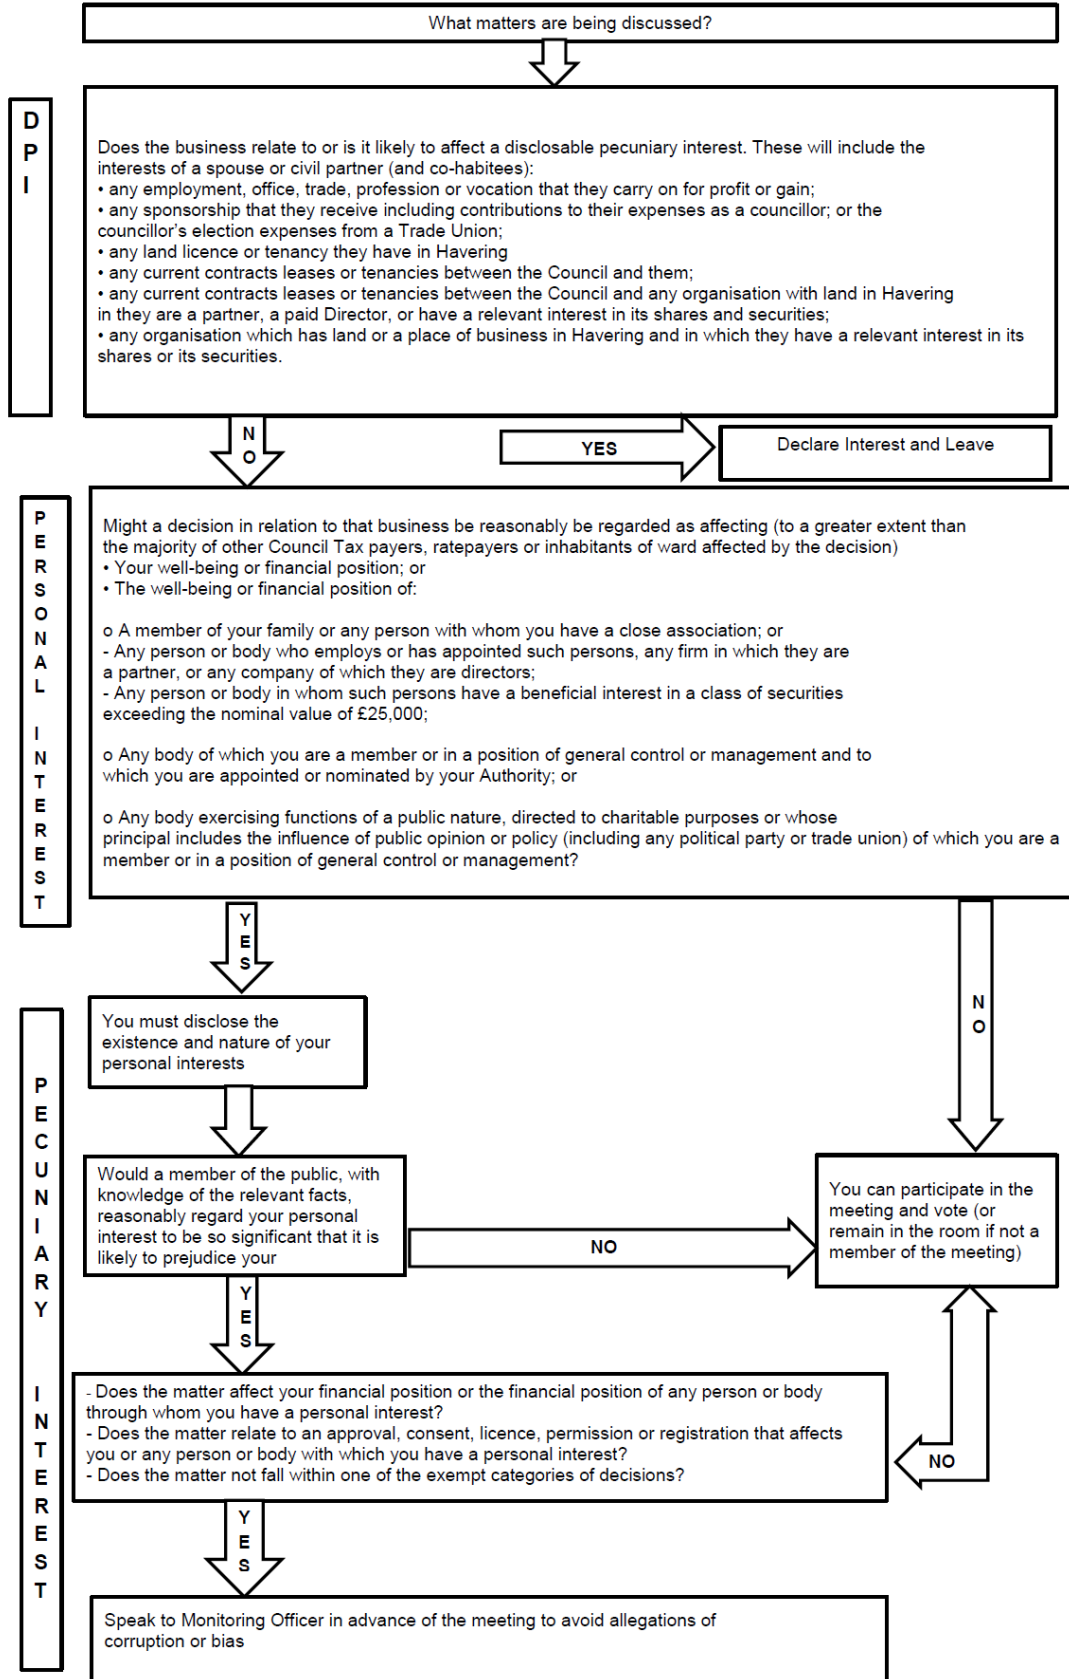 What matters are being discussed?
D
P
I
Does the business relate to or is it likely to affect a disclosable pecuniary interest. These will include the
interests of a spouse or civil partner (and co-habitees):
• any employment, office, trade, profession or vocation that they carry on for profit or gain;
• any sponsorship that they receive including contributions to their expenses as a councillor; or the
councillor's election expenses from a Trade Union;
• any land licence or tenancy they have in Havering
• any current contracts leases or tenancies between the Council and them;
• any current contracts leases or tenancies between the Council and any organisation with land in Havering
in they are a partner, a paid Director, or have a relevant interest in its shares and securities;
• any organisation which has land or a place of business in Havering and in which they have a relevant interest in its
shares or its securities.
N
O
YES
Declare Interest and Leave
P
E
R
S
O
N
A
L
I
N
T
E
R
E
S
T
Might a decision in relation to that business be reasonably be regarded as affecting (to a greater extent than
the majority of other Council Tax payers, ratepayers or inhabitants of ward affected by the decision)
• Your well-being or financial position; or
• The well-being or financial position of:
o A member of your family or any person with whom you have a close association; or
- Any person or body who employs or has appointed such persons, any firm in which they are
a partner, or any company of which they are directors;
- Any person or body in whom such persons have a beneficial interest in a class of securities
exceeding the nominal value of £25,000;
o Any body of which you are a member or in a position of general control or management and to
which you are appointed or nominated by your Authority; or
o Any body exercising functions of a public nature, directed to charitable purposes or whose
principal includes the influence of public opinion or policy (including any political party or trade union) of which you are a
member or in a position of general control or management?
Y
E
S
N
O
You must disclose the
existence and nature of your
personal interests
P
E
C
U
N
I
A
R
Y
I
N
T
E
R
E
S
T
Would a member of the public, with
knowledge of the relevant facts,
reasonably regard your personal
interest to be so significant that it is
likely to prejudice your
NO
You can participate in the
meeting and vote (or
remain in the room if not a
member of the meeting)
Y
E
S
- Does the matter affect your financial position or the financial position of any person or body
through whom you have a personal interest?
- Does the matter relate to an approval, consent, licence, permission or registration that affects
you or any person or body with which you have a personal interest?
- Does the matter not fall within one of the exempt categories of decisions?
NO
Y
E
S
Speak to Monitoring Officer in advance of the meeting to avoid allegations of
corruption or bias